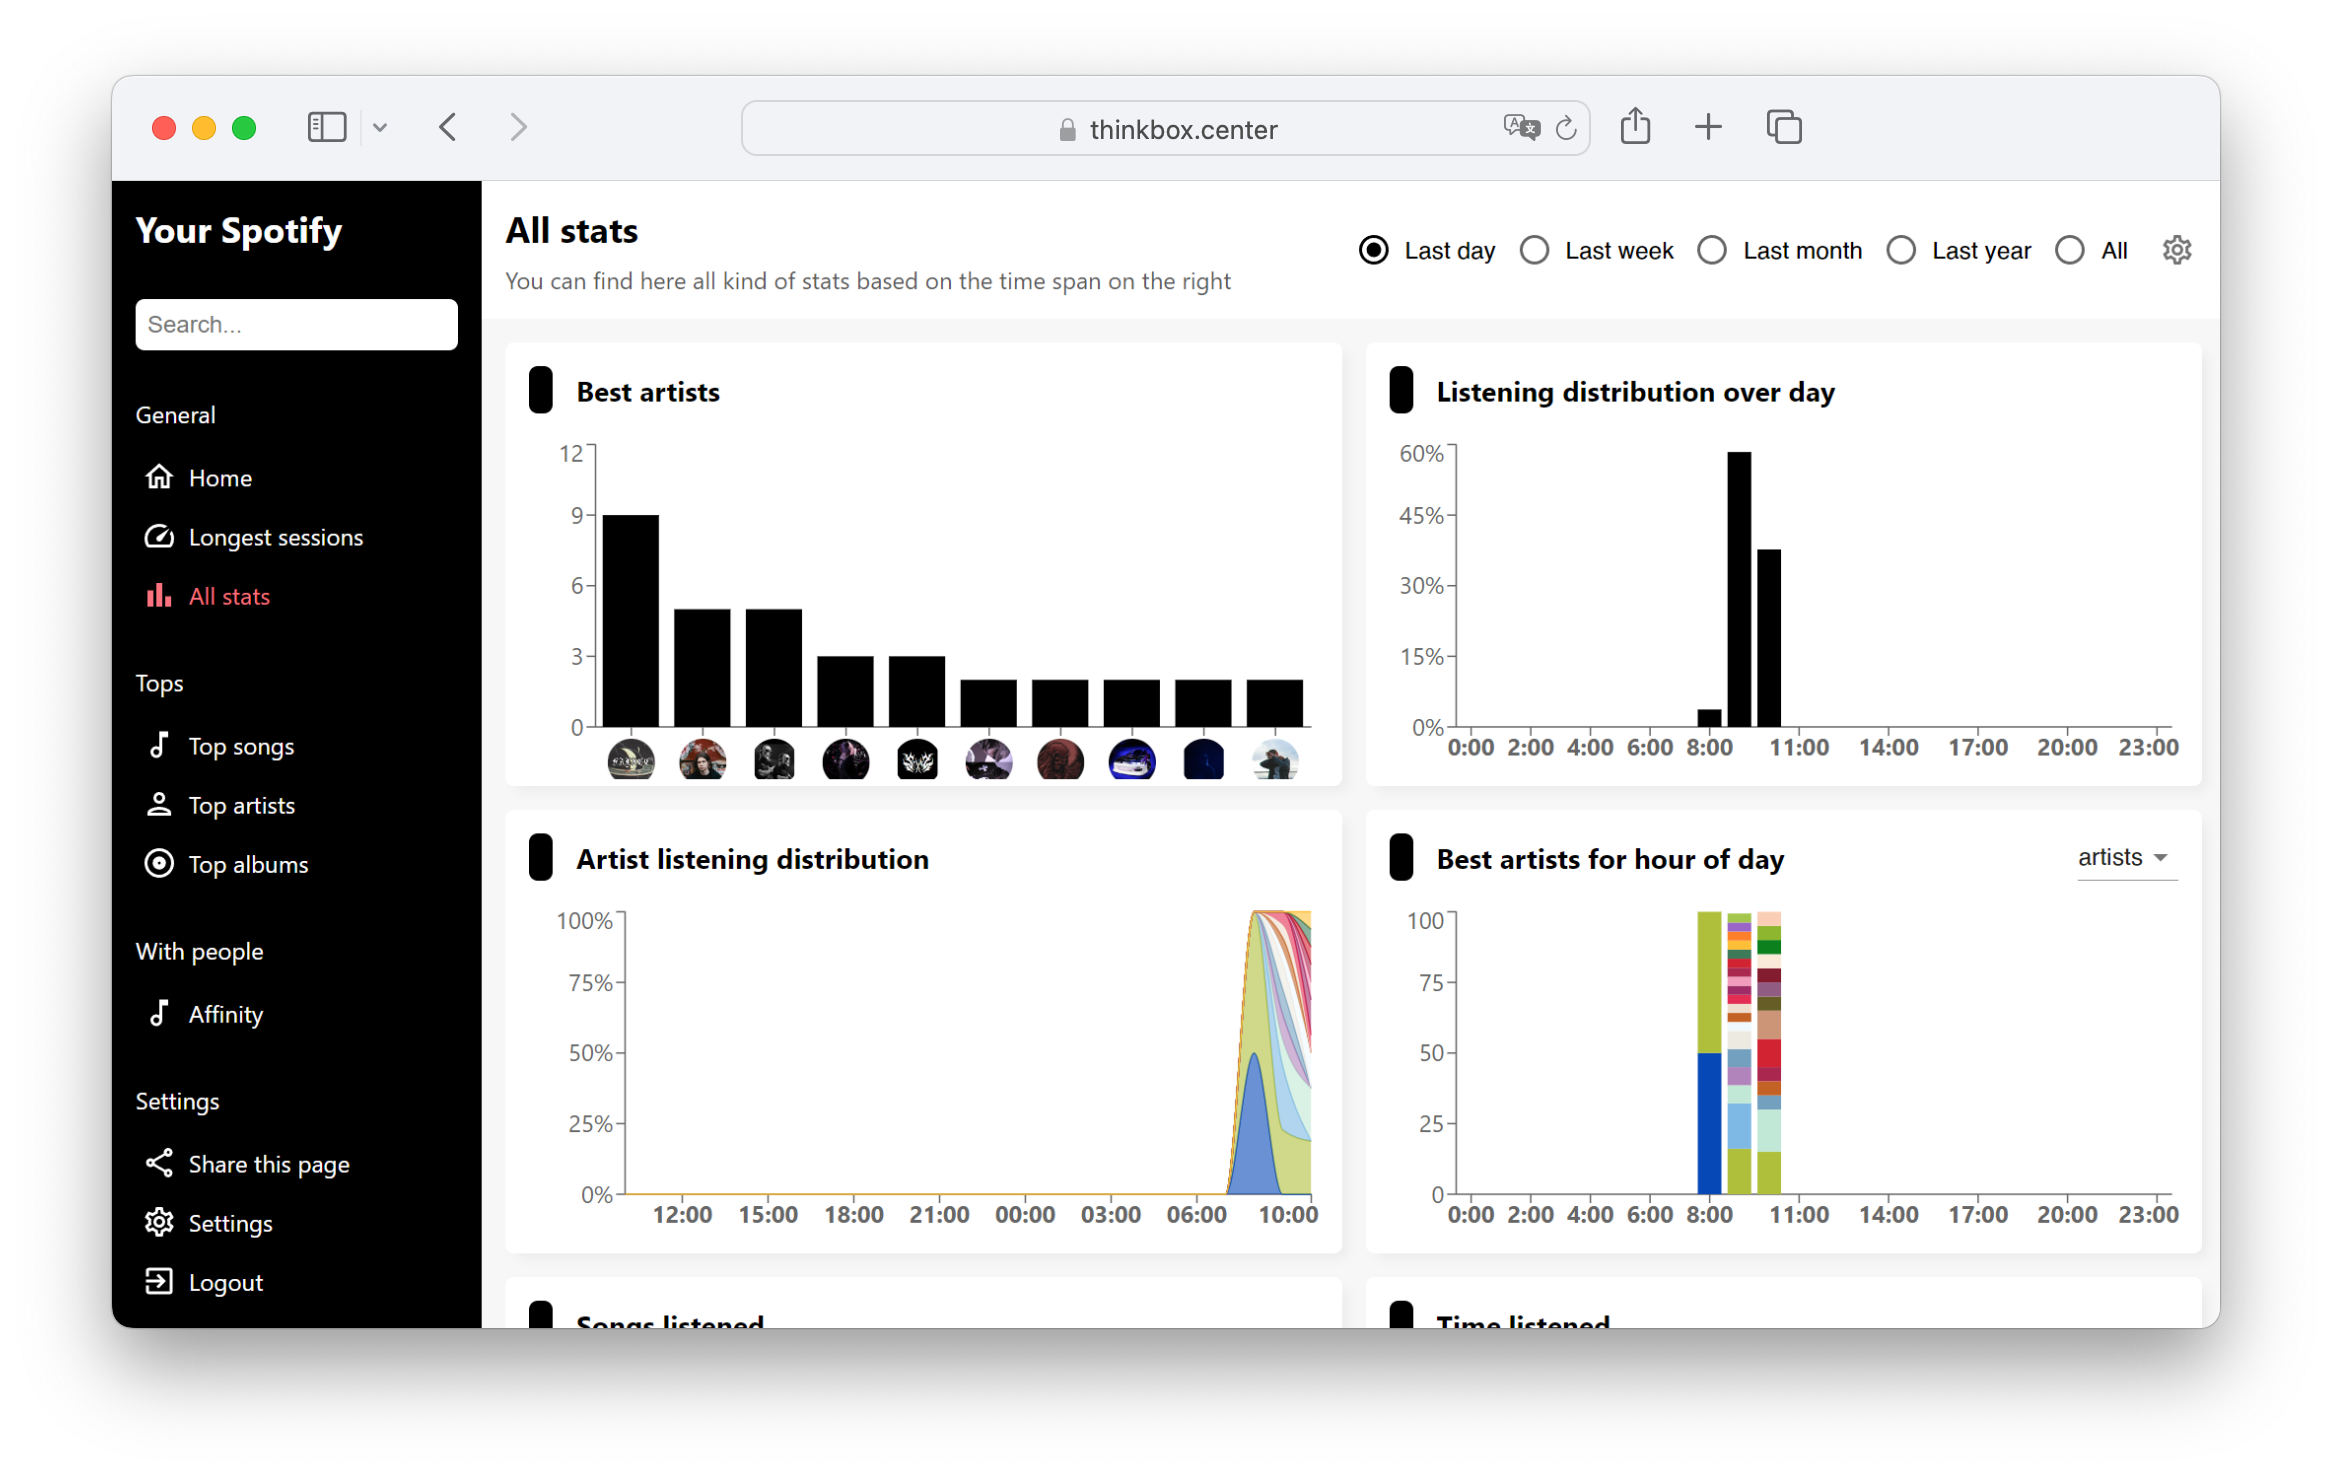 thinkbox.center
Your Spotify
Search...
General
Home
Longest sessions
All stats
Tops
Top songs
Top artists
Top albums
With people
Affinity
Settings
Share this page
Settings
Logout
All stats
You can find here all kind of stats based on the time span on the right
Last day Last week Last month Last year All
Best artists
12
9
6
3
0
Listening distribution over day
60%
45%
30%
15%
0%
0:00 2:00 4:00 6:00 8:00 11:00 14:00 17:00 20:00 23:00
Artist listening distribution
100%
75%
50%
25%
0%
12:00 15:00 18:00 21:00 00:00 03:00 06:00 10:00
Best artists for hour of day
artists
100
75
50
25
0
0:00 2:00 4:00 6:00 8:00 11:00 14:00 17:00 20:00 23:00
Songs listened
Time listened